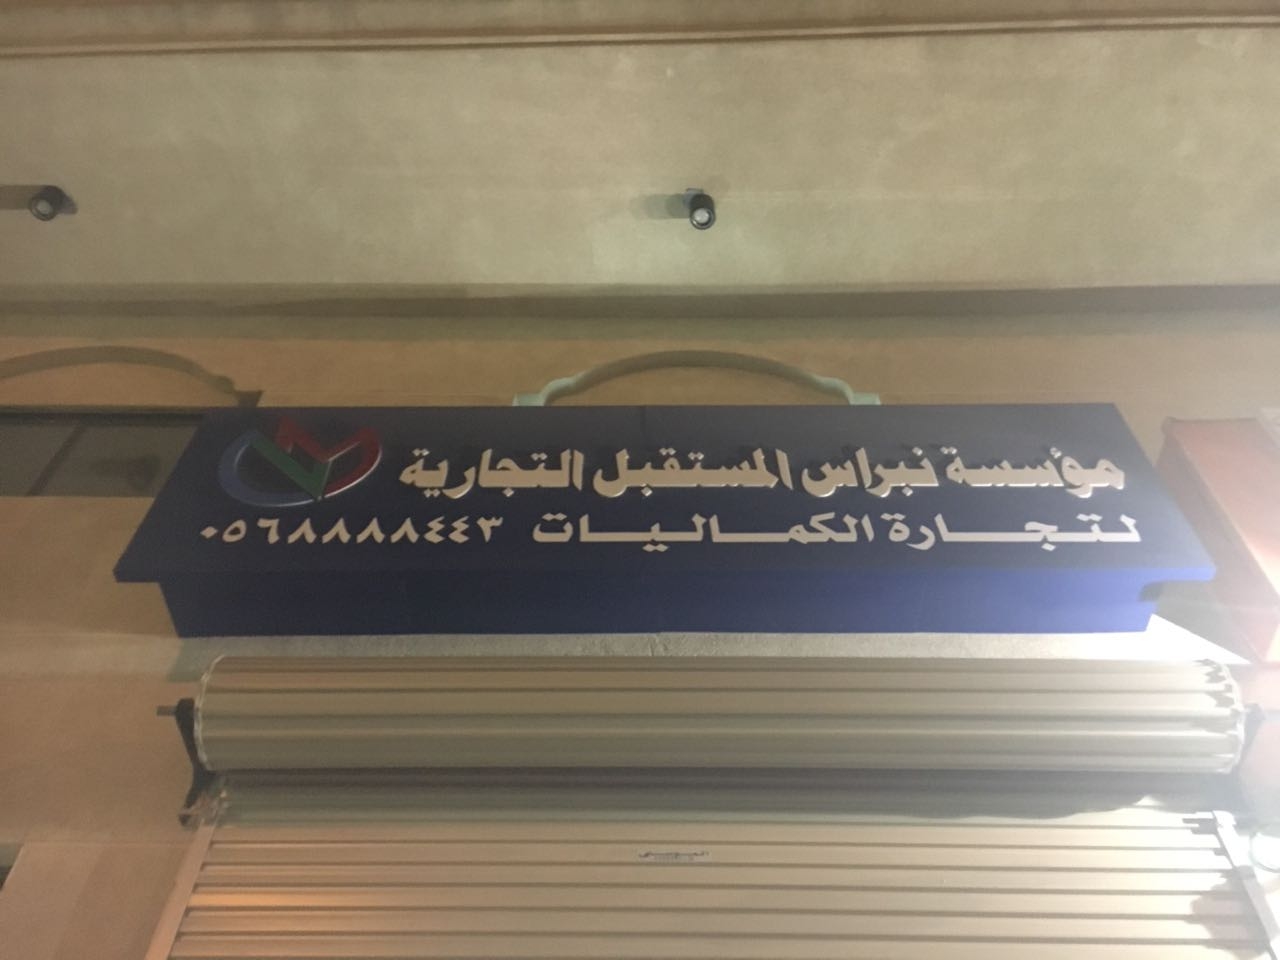 مؤسسة نبراس المستقبل التجارية
لتجارة الكماليات ٠٥٦٨٨٨٨٤٤٣